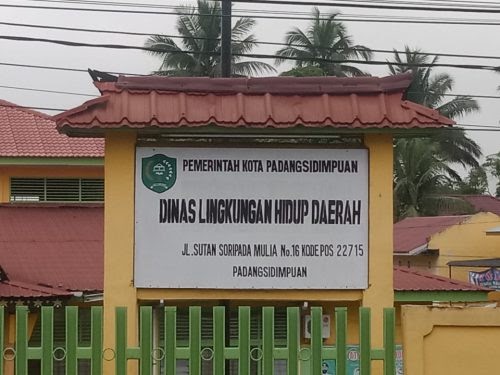 PEMERINTAH KOTA PADANGSIDIMPUAN
DINAS LINGKUNGAN HIDUP DAERAH
JL.SUTAN SORIPADA MULIA No.16 KODE POS 22715
PADANGSIDIMPUAN